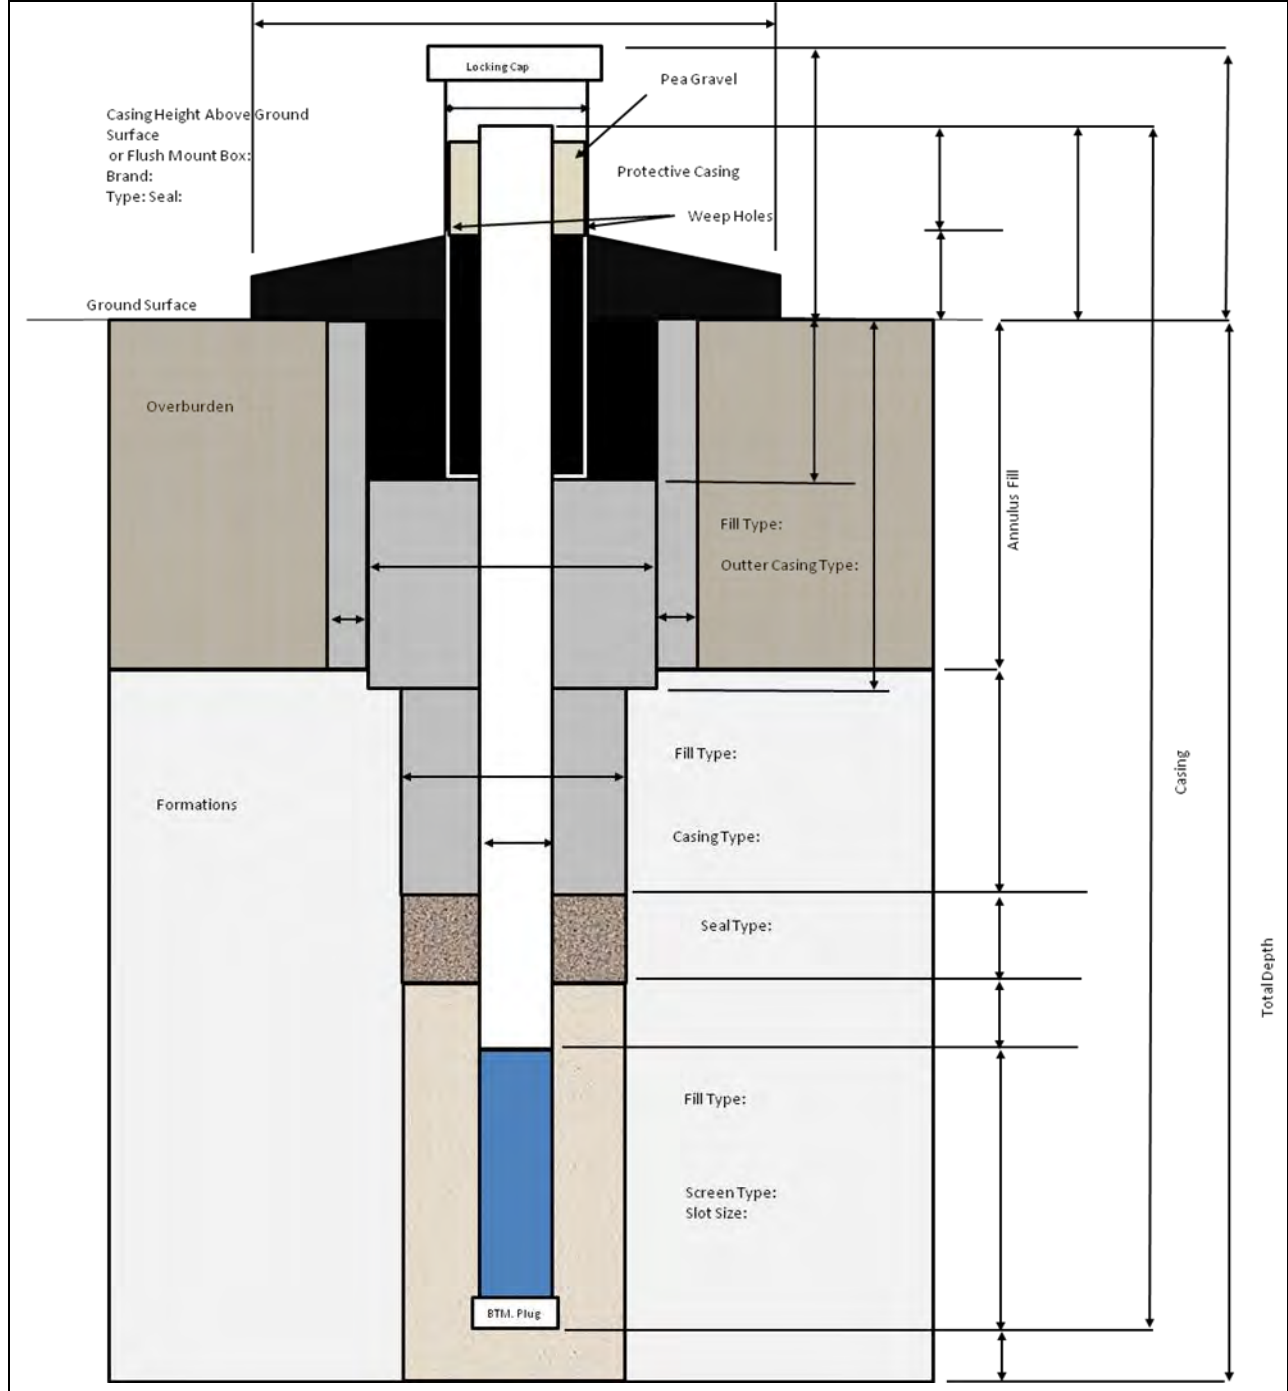 Locking Cap
Pea Gravel
Casing Height Above Ground
Surface
or Flush Mount Box:
Brand:
Type: Seal:
Protective Casing
Weep Holes
Ground Surface
Overburden
Annulus Fill
Fill Type:
Outter Casing Type:
Fill Type:
Casing
Formations
Casing Type:
Seal Type:
Total Depth
Fill Type:
Screen Type:
Slot Size:
BTM. Plug